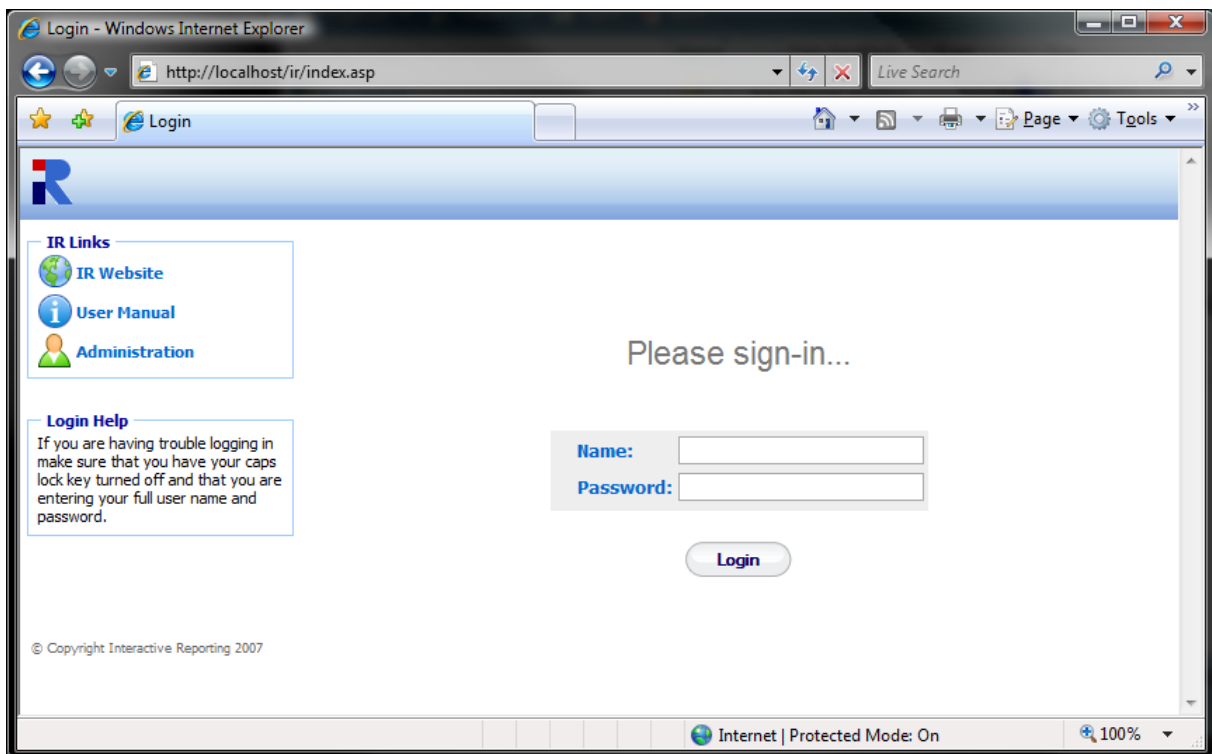 Login - Windows Internet Explorer
http://localhost/ir/index.asp
Live Search
Login
Page
Tools
R
IR Links
IR Website
User Manual
Administration
Login Help
If you are having trouble logging in
make sure that you have your caps
lock key turned off and that you are
entering your full user name and
password.
Please sign-in...
Name:
Password:
Login
© Copyright Interactive Reporting 2007
Internet | Protected Mode: On
100%